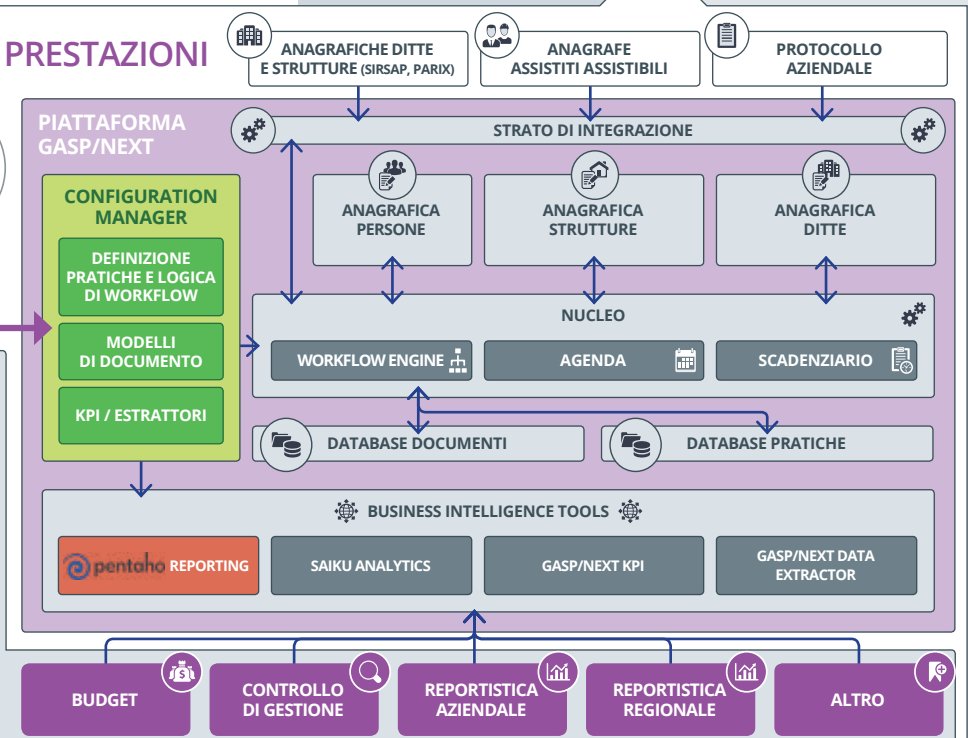 PRESTAZIONI
ANAGRAFICHE DITTE
E STRUTTURE (SIRSAP, PARIX)
ANAGRAFE
ASSISTITI ASSISTIBILI
PROTOCOLLO
AZIENDALE
PIATTAFORMA
GASP/NEXT
STRATO DI INTEGRAZIONE
CONFIGURATION
MANAGER
DEFINIZIONE
PRATICHE E LOGICA
DI WORKFLOW
MODELLI
DI DOCUMENTO
KPI / ESTRATTORI
ANAGRAFICA
PERSONE
ANAGRAFICA
STRUTTURE
ANAGRAFICA
DITTE
NUCLEO
WORKFLOW ENGINE
AGENDA
SCADENZIARIO
DATABASE DOCUMENTI
DATABASE PRATICHE
BUSINESS INTELLIGENCE TOOLS
pentaho REPORTING
SAIKU ANALYTICS
GASP/NEXT KPI
GASP/NEXT DATA
EXTRACTOR
BUDGET
CONTROLLO
DI GESTIONE
REPORTISTICA
AZIENDALE
REPORTISTICA
REGIONALE
ALTRO